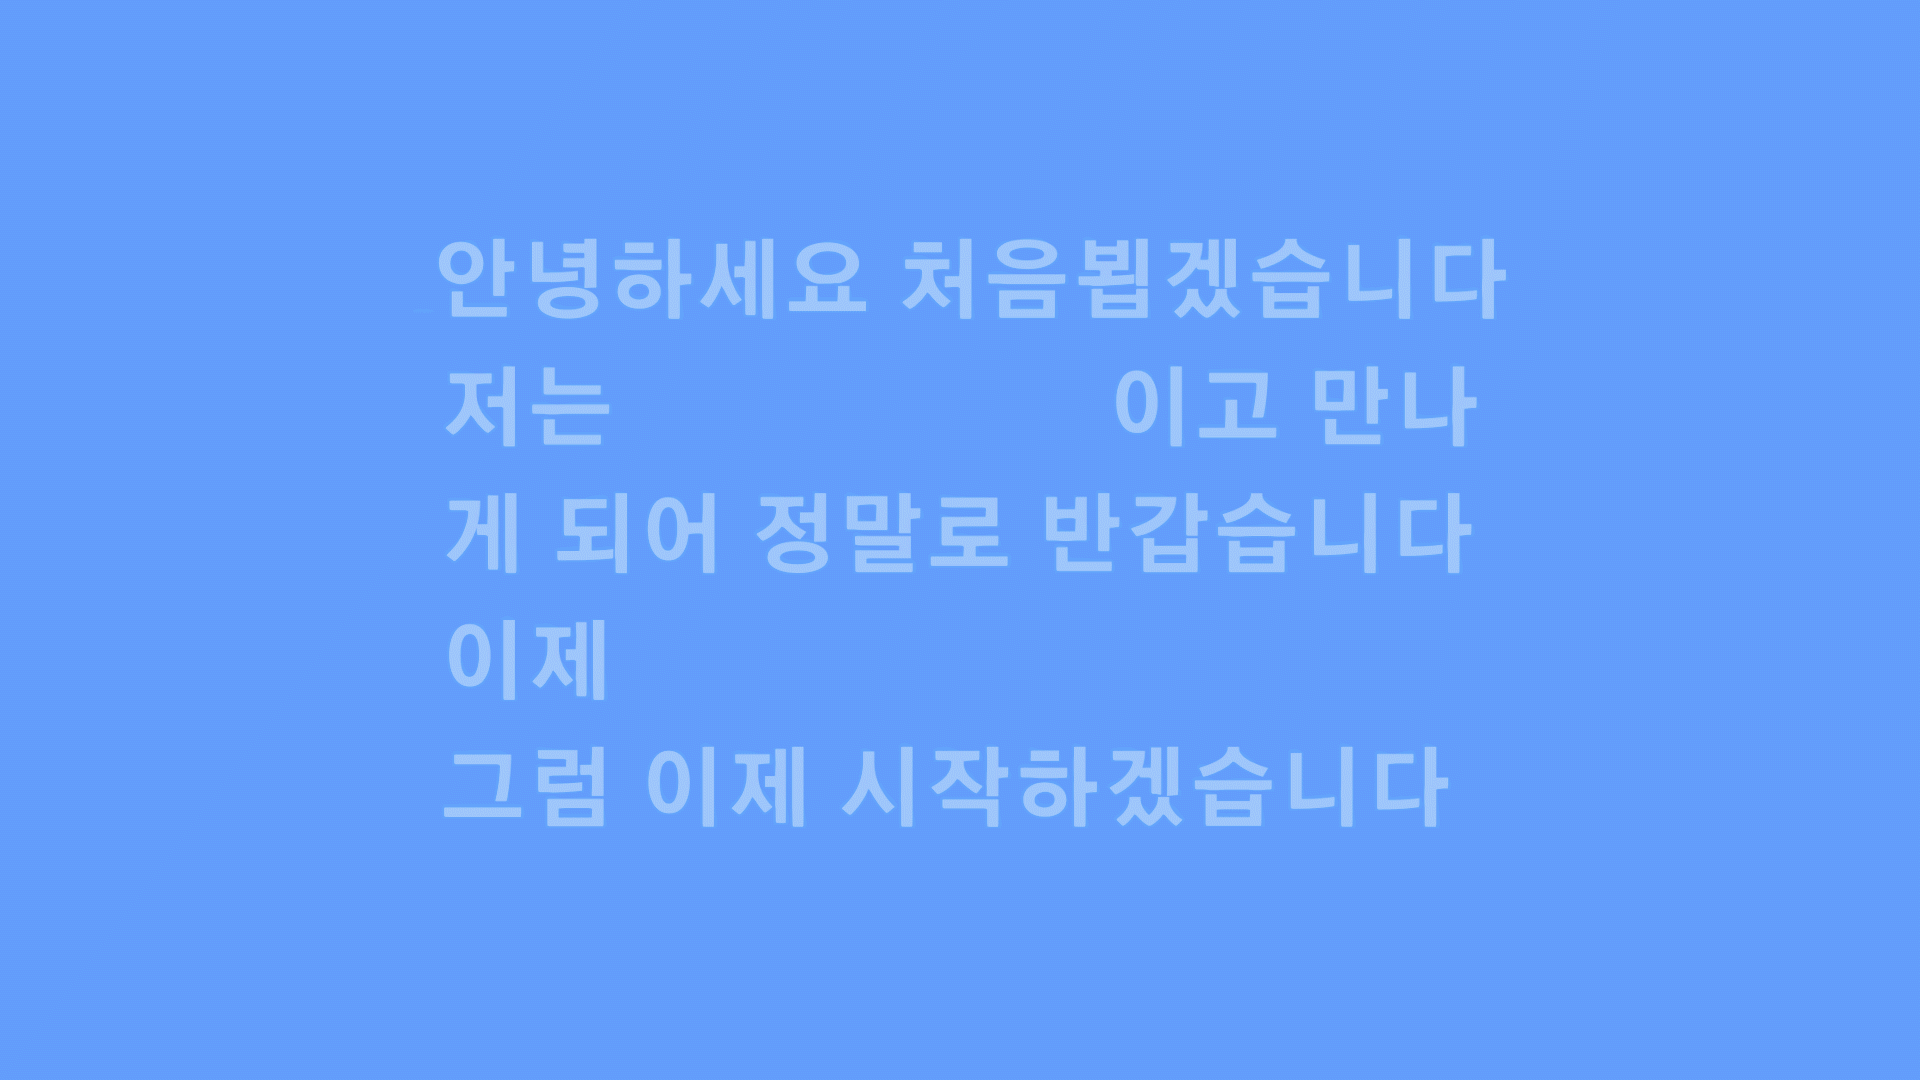 안녕하세요 처음뵙겠습니다
저는 이고 만나
게 되어 정말로 반갑습니다
이제
그럼 이제 시작하겠습니다